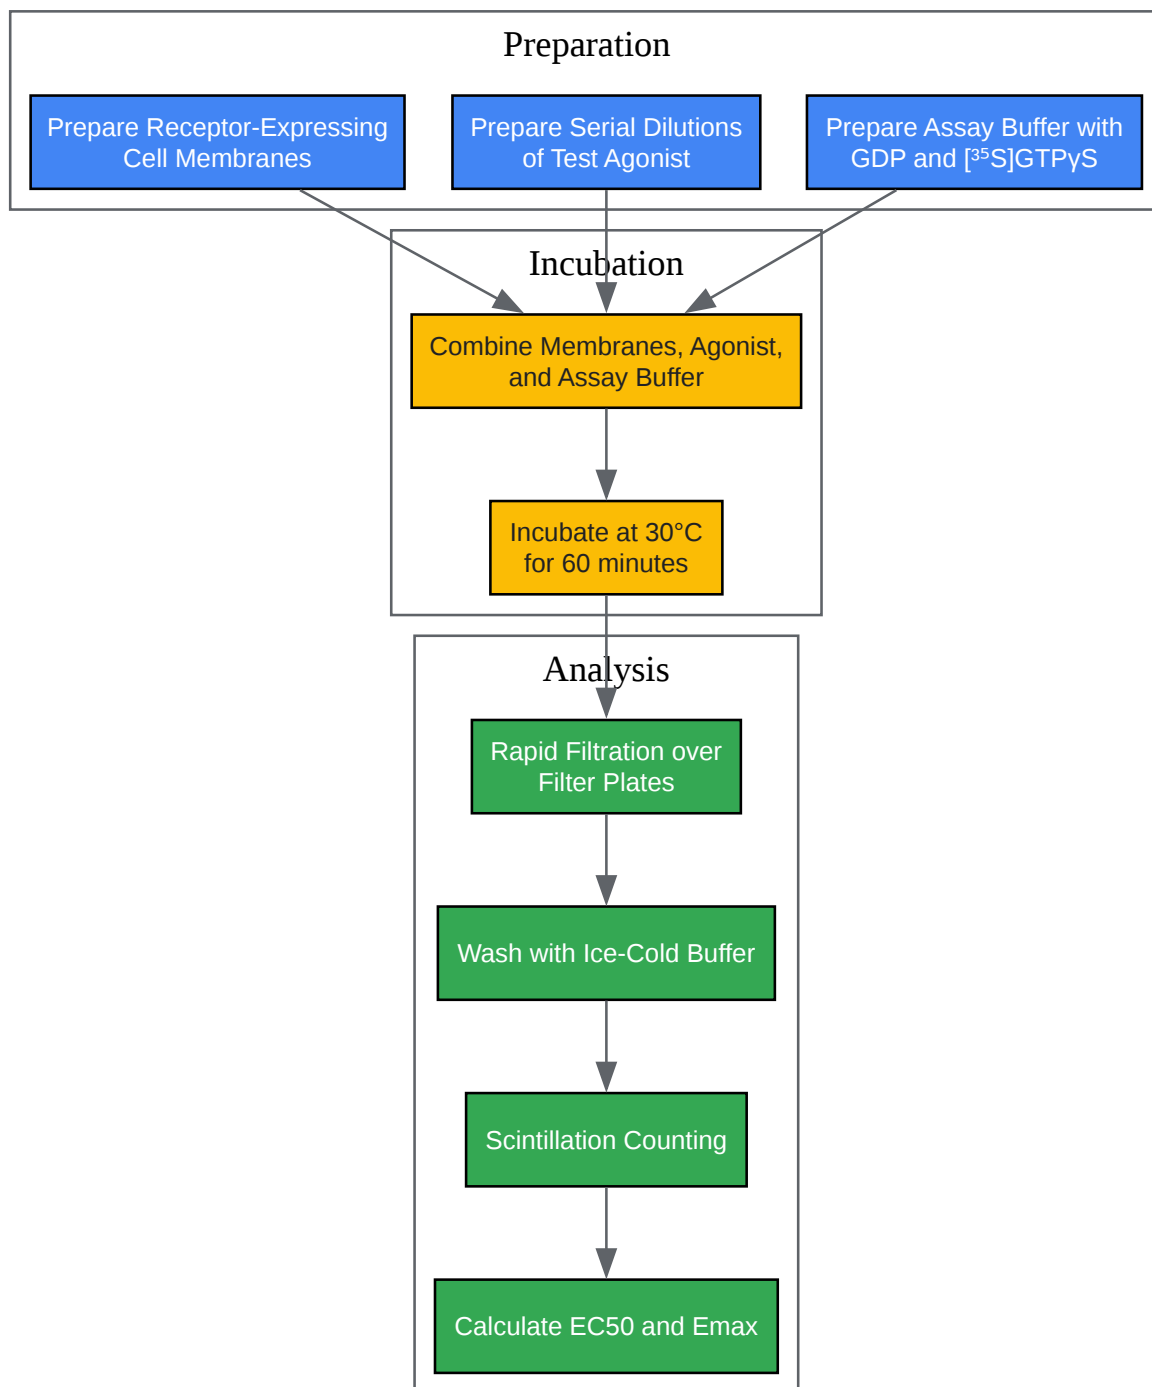 Preparation
Prepare Receptor-Expressing
Cell Membranes
Prepare Serial Dilutions
of Test Agonist
Prepare Assay Buffer with
GDP and [³⁵S]GTPγS
Incubation
Combine Membranes, Agonist,
and Assay Buffer
Incubate at 30°C
for 60 minutes
Analysis
Rapid Filtration over
Filter Plates
Wash with Ice-Cold Buffer
Scintillation Counting
Calculate EC50 and Emax